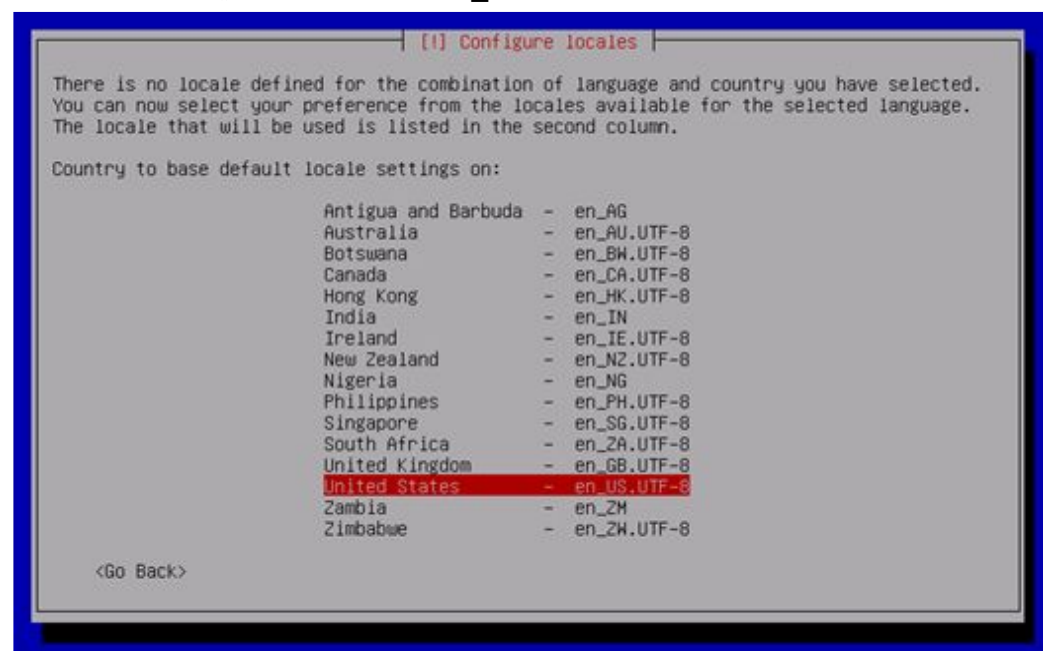 [!] Configure locales
There is no locale defined for the combination of language and country you have selected.
You can now select your preference from the locales available for the selected language.
The locale that will be used is listed in the second column.
Country to base default locale settings on:
Antigua and Barbuda - en_AG
Australia - en_AU.UTF-8
Botswana - en_BW.UTF-8
Canada - en_CA.UTF-8
Hong Kong - en_HK.UTF-8
India - en_IN
Ireland - en_IE.UTF-8
New Zealand - en_NZ.UTF-8
Nigeria - en_NG
Philippines - en_PH.UTF-8
Singapore - en_SG.UTF-8
South Africa - en_ZA.UTF-8
United Kingdom - en_GB.UTF-8
United States - en_US.UTF-8
Zambia - en_ZM
Zimbabwe - en_ZW.UTF-8
<Go Back>